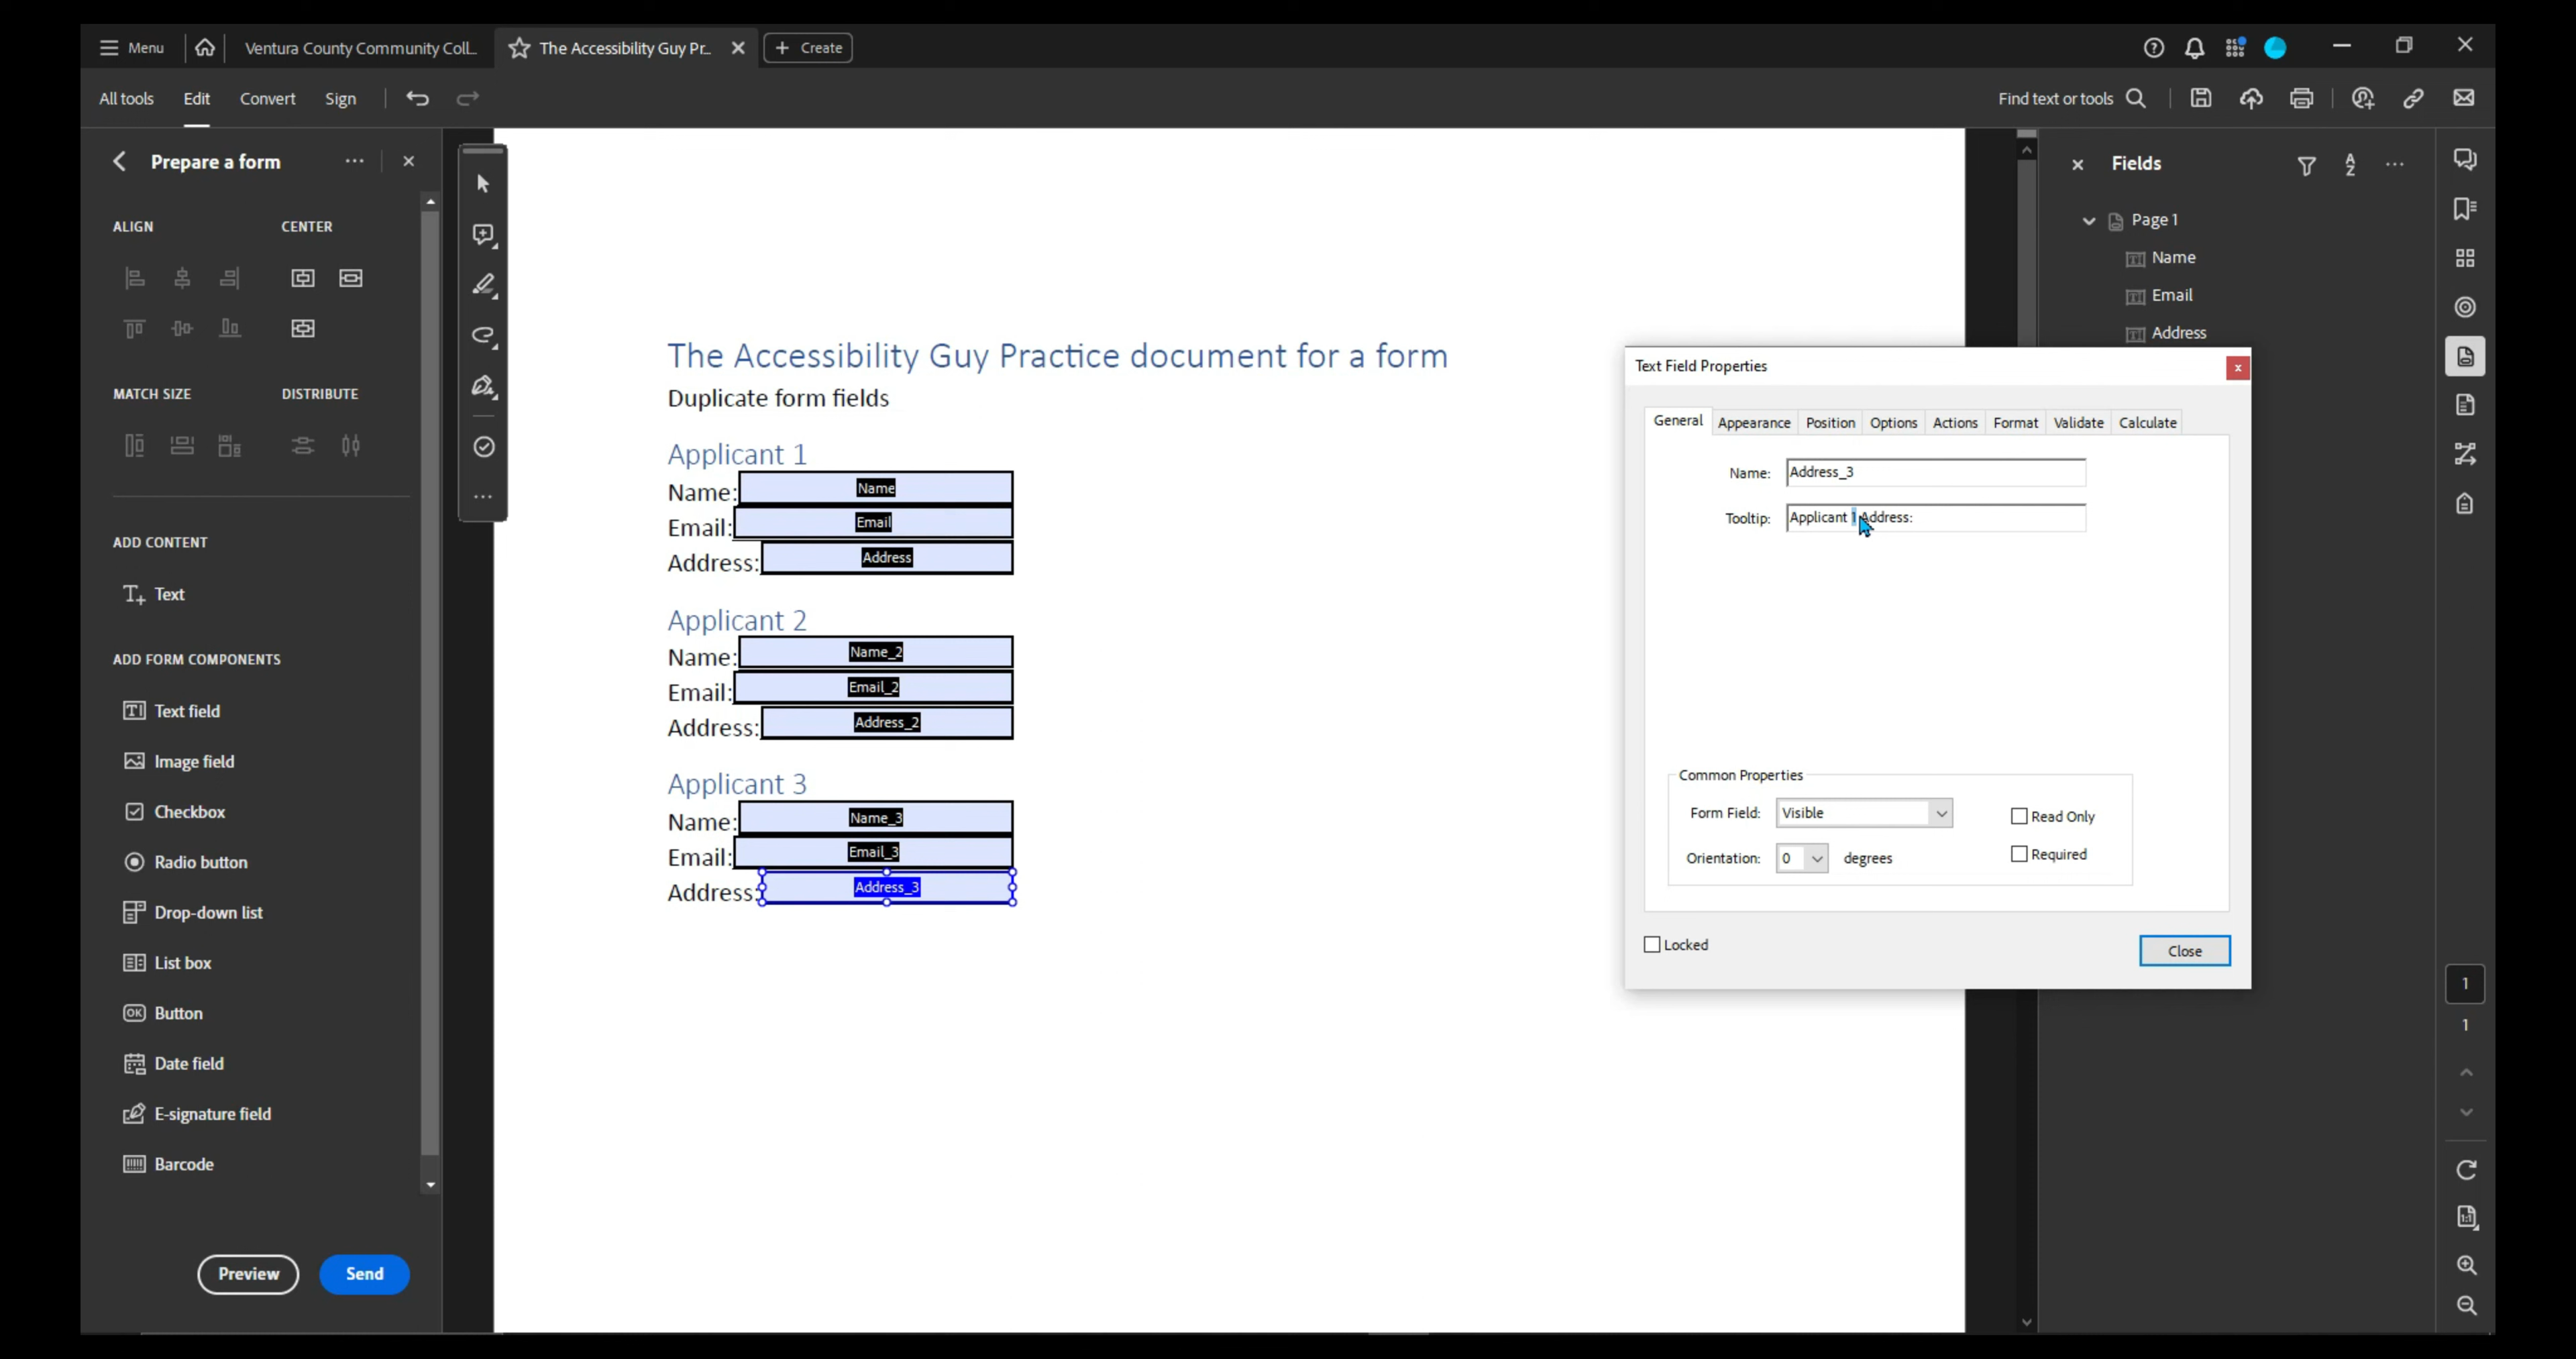 Menu
Ventura County Community Coll...
The Accessibility Guy Pr...
Create
All tools
Edit
Convert
Sign
Find text or tools
Prepare a form
ALIGN
CENTER
MATCH SIZE
DISTRIBUTE
ADD CONTENT
Text
ADD FORM COMPONENTS
Text field
Image field
Checkbox
Radio button
Drop-down list
List box
OK Button
Date field
E-signature field
Barcode
Preview
Send
The Accessibility Guy Practice document for a form
Duplicate form fields
Applicant 1
Name: Name
Email: Email
Address: Address
Applicant 2
Name: Name_2
Email: Email_2
Address: Address_2
Applicant 3
Name: Name_3
Email: Email_3
Address: Address_3
Fields
Page 1
Name
Email
Address
Text Field Properties
General
Appearance
Position
Options
Actions
Format
Validate
Calculate
Name: Address_3
Tooltip: Applicant 1 Address:
Common Properties
Form Field: Visible
Read Only
Orientation: 0 degrees
Required
Locked
Close
1
1